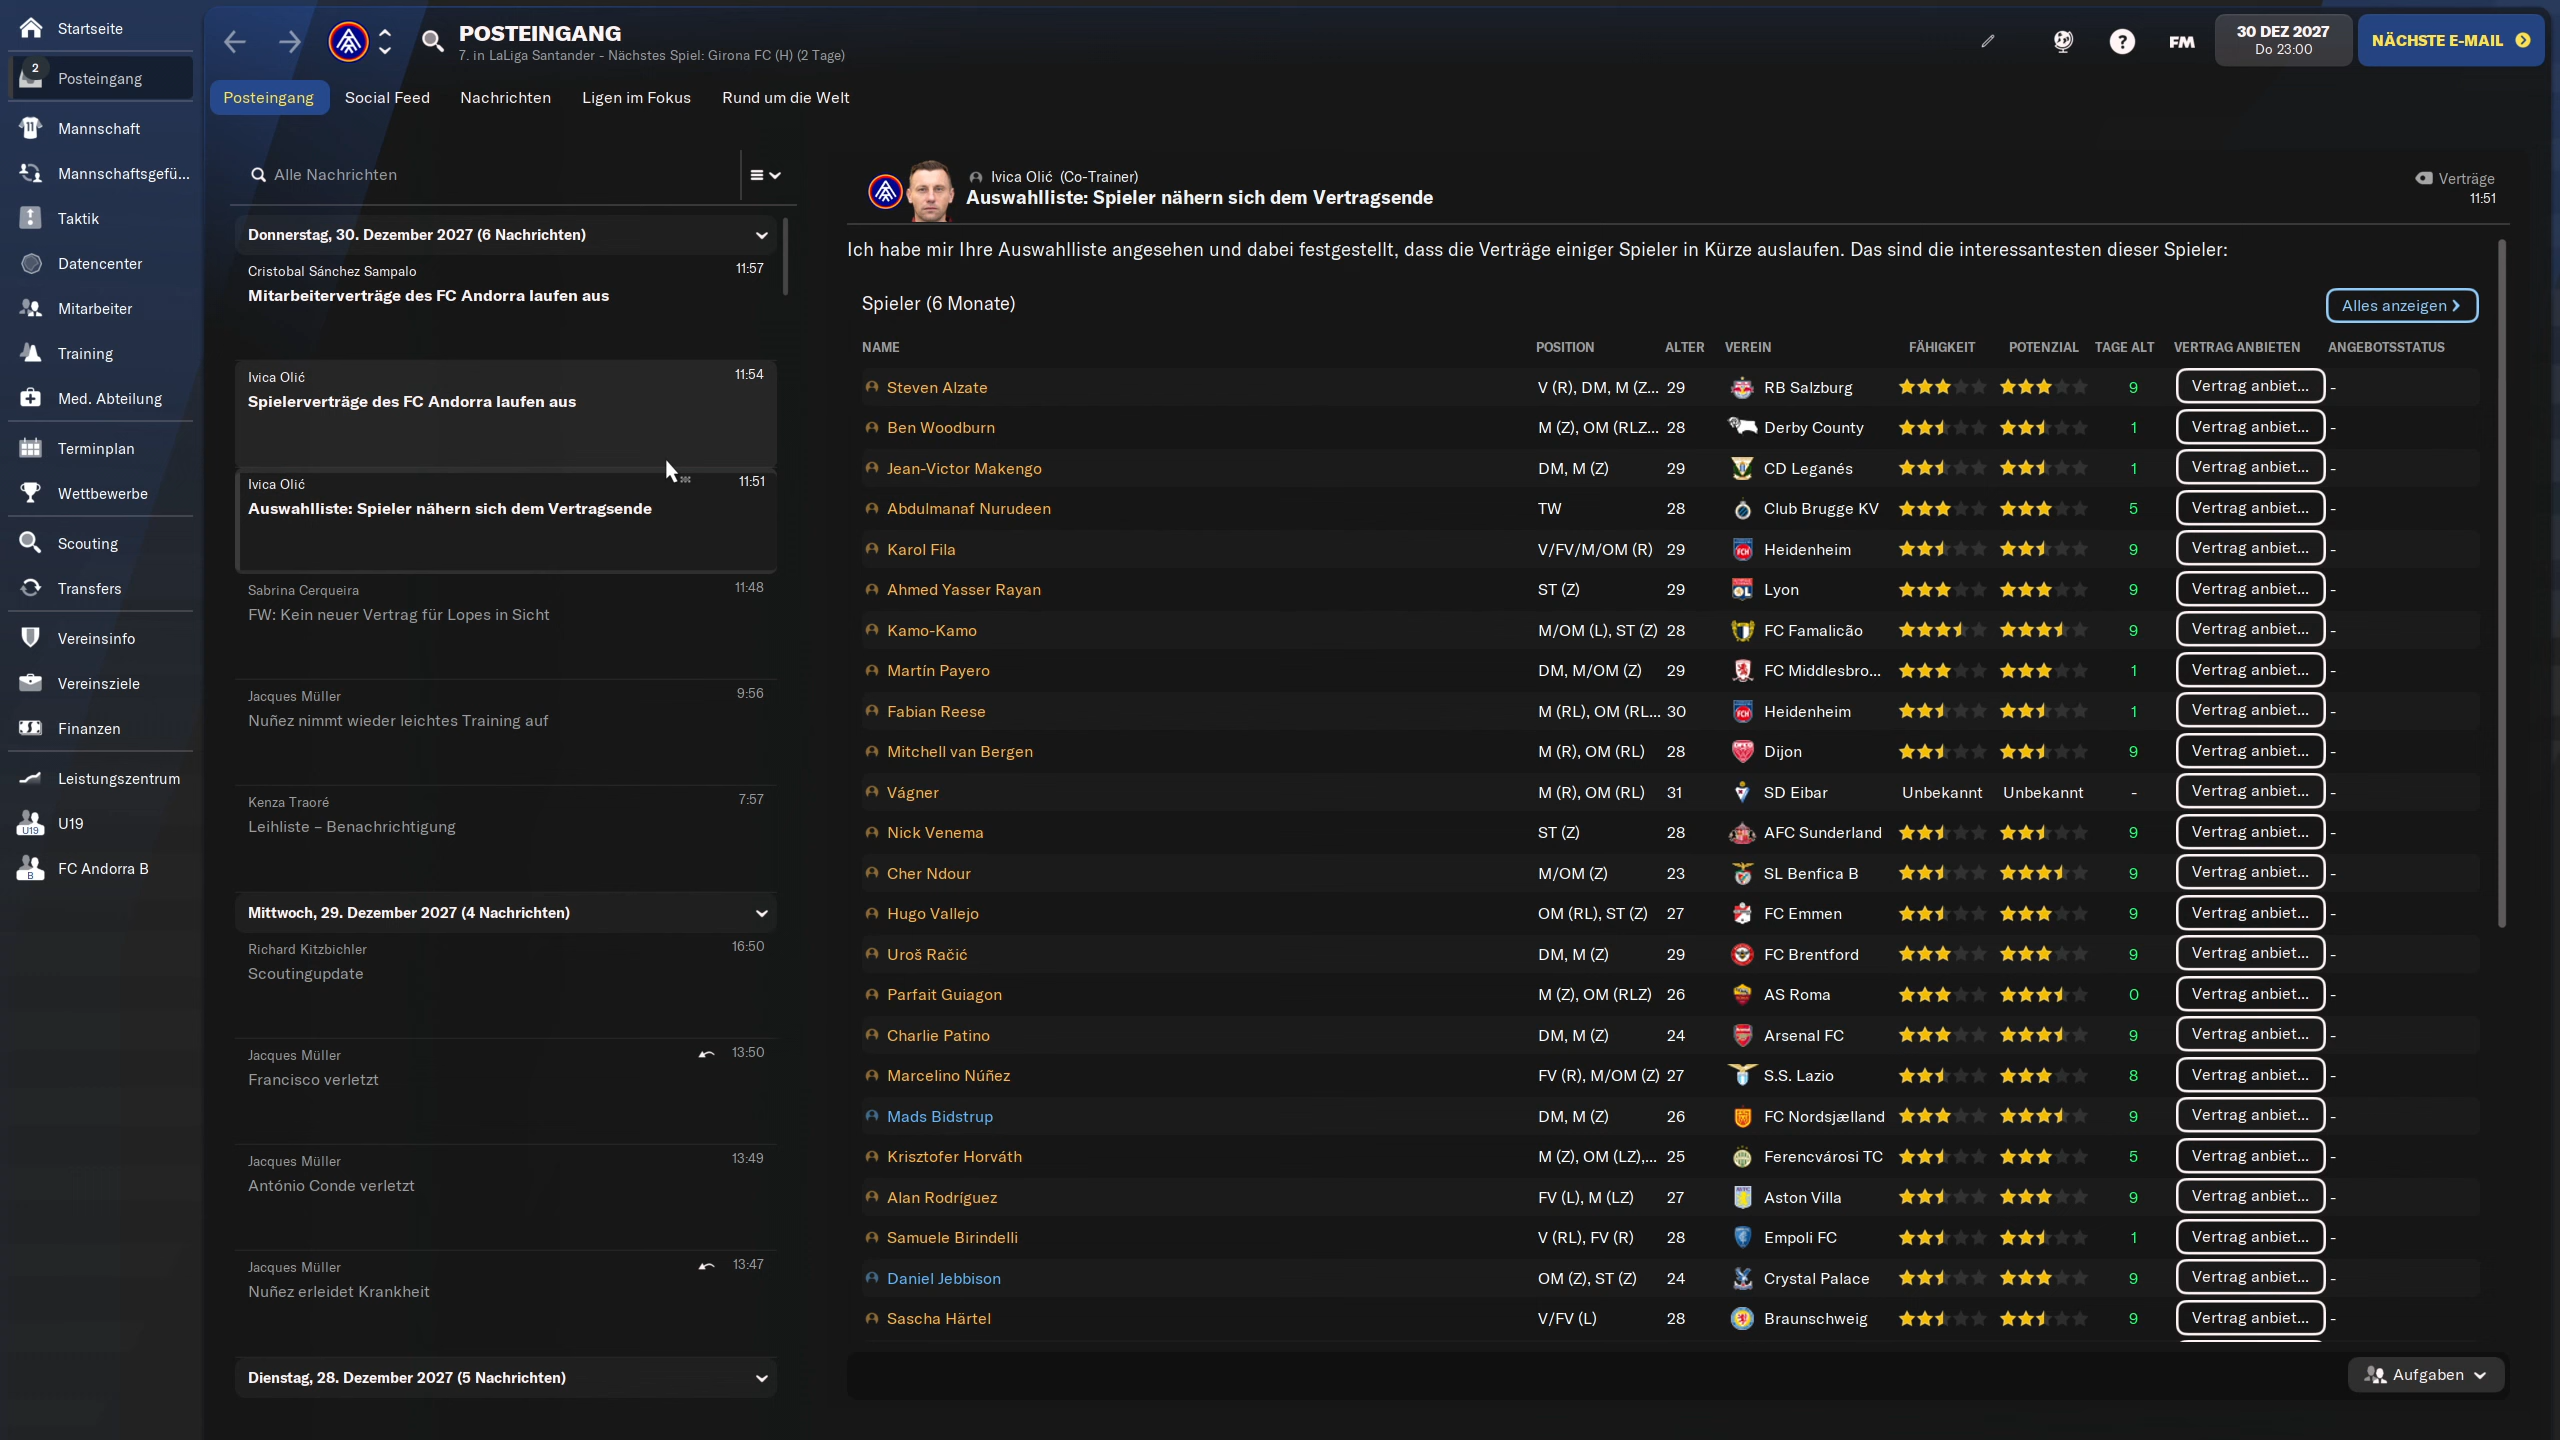 Startseite
2
Posteingang
Mannschaft
Mannschaftsgefü...
Taktik
Datencenter
Mitarbeiter
Training
Med. Abteilung
Terminplan
Wettbewerbe
Scouting
Transfers
Vereinsinfo
Vereinsziele
Finanzen
Leistungszentrum
U19 U19
B FC Andorra B
POSTEINGANG
7. in LaLiga Santander - Nächstes Spiel: Girona FC (H) (2 Tage)
? FM
30 DEZ 2027
Do 23:00
NÄCHSTE E-MAIL
Posteingang Social Feed Nachrichten Ligen im Fokus Rund um die Welt
Alle Nachrichten
Donnerstag, 30. Dezember 2027 (6 Nachrichten)
Cristobal Sánchez Sampalo 11:57
Mitarbeiterverträge des FC Andorra laufen aus
Ivica Olić 11:54
Spielerverträge des FC Andorra laufen aus
Ivica Olić 11:51
Auswahlliste: Spieler nähern sich dem Vertragsende
Sabrina Cerqueira 11:48
FW: Kein neuer Vertrag für Lopes in Sicht
Jacques Müller 9:56
Nuñez nimmt wieder leichtes Training auf
Kenza Traoré 7:57
Leihliste – Benachrichtigung
Mittwoch, 29. Dezember 2027 (4 Nachrichten)
Richard Kitzbichler 16:50
Scoutingupdate
Jacques Müller 13:50
Francisco verletzt
Jacques Müller 13:49
António Conde verletzt
Jacques Müller 13:47
Nuñez erleidet Krankheit
Dienstag, 28. Dezember 2027 (5 Nachrichten)
Ivica Olić (Co-Trainer)
Auswahlliste: Spieler nähern sich dem Vertragsende
Verträge
11:51
Ich habe mir Ihre Auswahlliste angesehen und dabei festgestellt, dass die Verträge einiger Spieler in Kürze auslaufen. Das sind die interessantesten dieser Spieler:
Spieler (6 Monate) Alles anzeigen
NAME POSITION ALTER VEREIN FÄHIGKEIT POTENZIAL TAGE ALT VERTRAG ANBIETEN ANGEBOTSSTATUS
Steven Alzate V (R), DM, M (Z... 29 RB Salzburg 9 Vertrag anbiet... -
Ben Woodburn M (Z), OM (RLZ... 28 Derby County 1 Vertrag anbiet... -
Jean-Victor Makengo DM, M (Z) 29 CD Leganés 1 Vertrag anbiet... -
Abdulmanaf Nurudeen TW 28 Club Brugge KV 5 Vertrag anbiet... -
Karol Fila V/FV/M/OM (R) 29 Heidenheim 9 Vertrag anbiet... -
Ahmed Yasser Rayan ST (Z) 29 Lyon 9 Vertrag anbiet... -
Kamo-Kamo M/OM (L), ST (Z) 28 FC Famalicão 9 Vertrag anbiet... -
Martín Payero DM, M/OM (Z) 29 FC Middlesbro... 1 Vertrag anbiet... -
Fabian Reese M (RL), OM (RL... 30 Heidenheim 1 Vertrag anbiet... -
Mitchell van Bergen M (R), OM (RL) 28 Dijon 9 Vertrag anbiet... -
Vágner M (R), OM (RL) 31 SD Eibar Unbekannt Unbekannt - Vertrag anbiet... -
Nick Venema ST (Z) 28 AFC Sunderland 9 Vertrag anbiet... -
Cher Ndour M/OM (Z) 23 SL Benfica B 9 Vertrag anbiet... -
Hugo Vallejo OM (RL), ST (Z) 27 FC Emmen 9 Vertrag anbiet... -
Uroš Račić DM, M (Z) 29 FC Brentford 9 Vertrag anbiet... -
Parfait Guiagon M (Z), OM (RLZ) 26 AS Roma 0 Vertrag anbiet... -
Charlie Patino DM, M (Z) 24 Arsenal FC 9 Vertrag anbiet... -
Marcelino Núñez FV (R), M/OM (Z) 27 S.S. Lazio 8 Vertrag anbiet... -
Mads Bidstrup DM, M (Z) 26 FC Nordsjælland 9 Vertrag anbiet... -
Krisztofer Horváth M (Z), OM (LZ),... 25 Ferencvárosi TC 5 Vertrag anbiet... -
Alan Rodríguez FV (L), M (LZ) 27 Aston Villa 9 Vertrag anbiet... -
Samuele Birindelli V (RL), FV (R) 28 Empoli FC 1 Vertrag anbiet... -
Daniel Jebbison OM (Z), ST (Z) 24 Crystal Palace 9 Vertrag anbiet... -
Sascha Härtel V/FV (L) 28 Braunschweig 9 Vertrag anbiet... -
Aufgaben